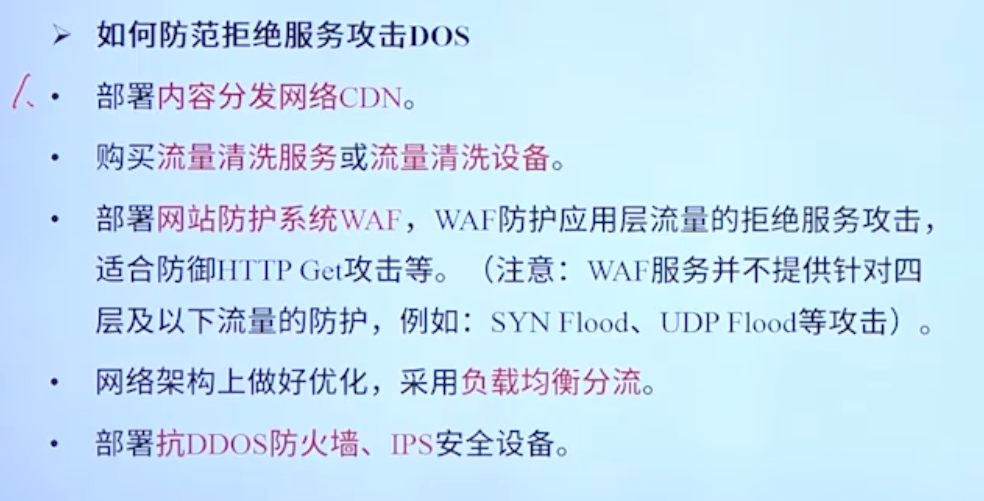 ➤ 如何防范拒绝服务攻击DOS
• 部署内容分发网络CDN。
• 购买流量清洗服务或流量清洗设备。
• 部署网站防护系统WAF，WAF防护应用层流量的拒绝服务攻击，
适合防御HTTP Get攻击等。（注意：WAF服务并不提供针对四
层及以下流量的防护，例如：SYN Flood、UDP Flood等攻击）。
• 网络架构上做好优化，采用负载均衡分流。
• 部署抗DDOS防火墙、IPS安全设备。